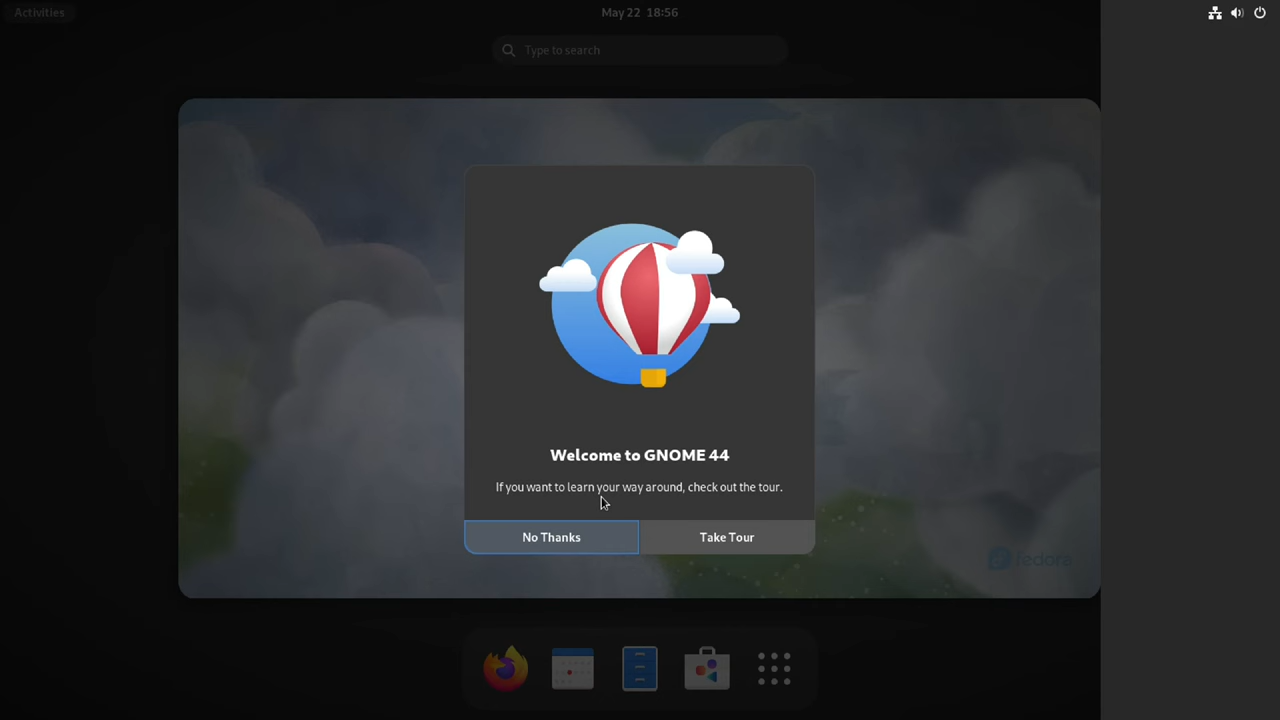 Activities
May 22 18:56
Type to search
Welcome to GNOME 44
If you want to learn your way around, check out the tour.
No Thanks
Take Tour
fedora